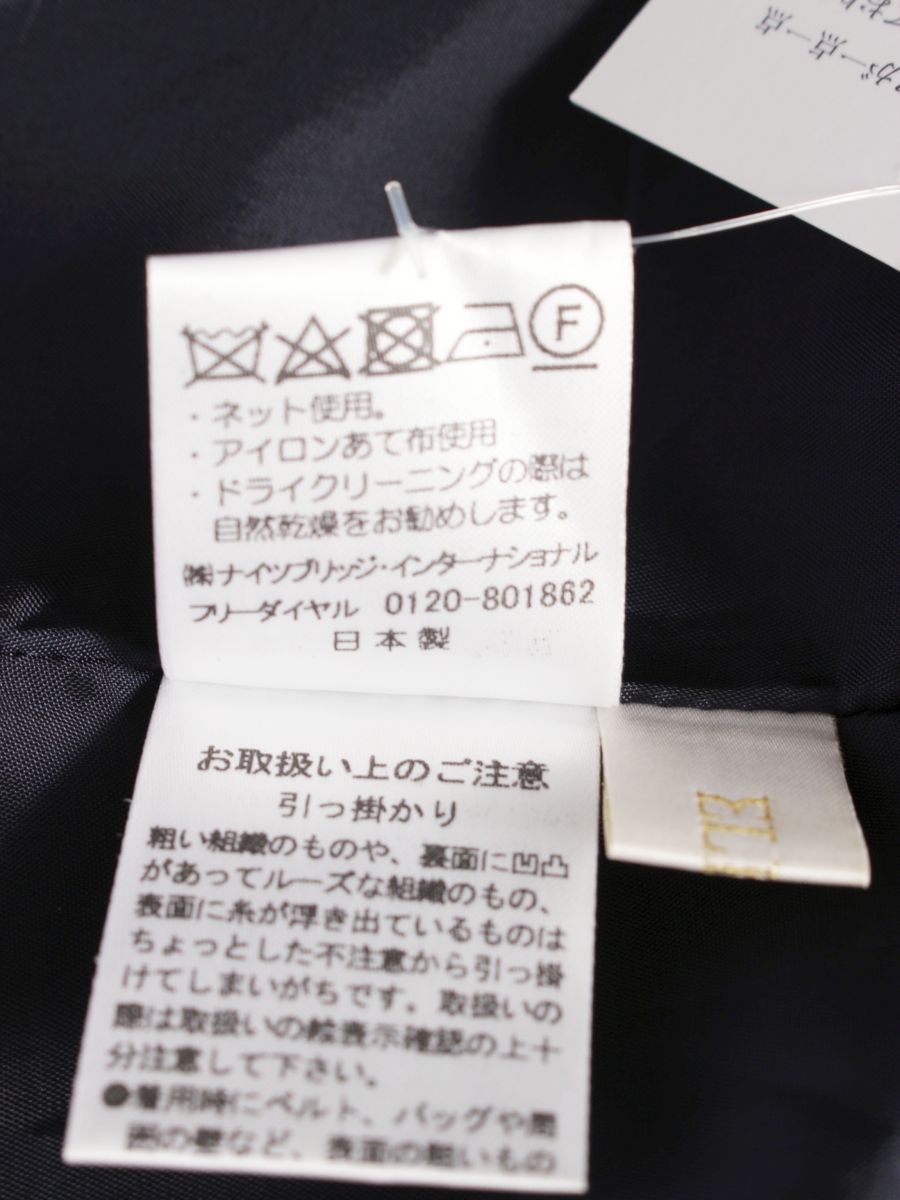 が一点一点
てお
F
・ネット使用。
・アイロンあて布使用
・ドライクリーニングの際は
自然乾燥をお勧めします。
㈱ナイツブリッジ・インターナショナル
フリーダイヤル 0120-801862
日本製
お取扱い上のご注意
引っ掛かり
粗い組織のものや、裏面に凹凸
があってルーズな組織のもの、
表面に糸が浮き出ているものは
ちょっとした不注意から引っ掛
けてしまいがちです。取扱いの
際は取扱いの絵表示確認の上十
分注意して下さい。
●着用時にベルト、バッグや周
囲の壁など、表面の粗いもの